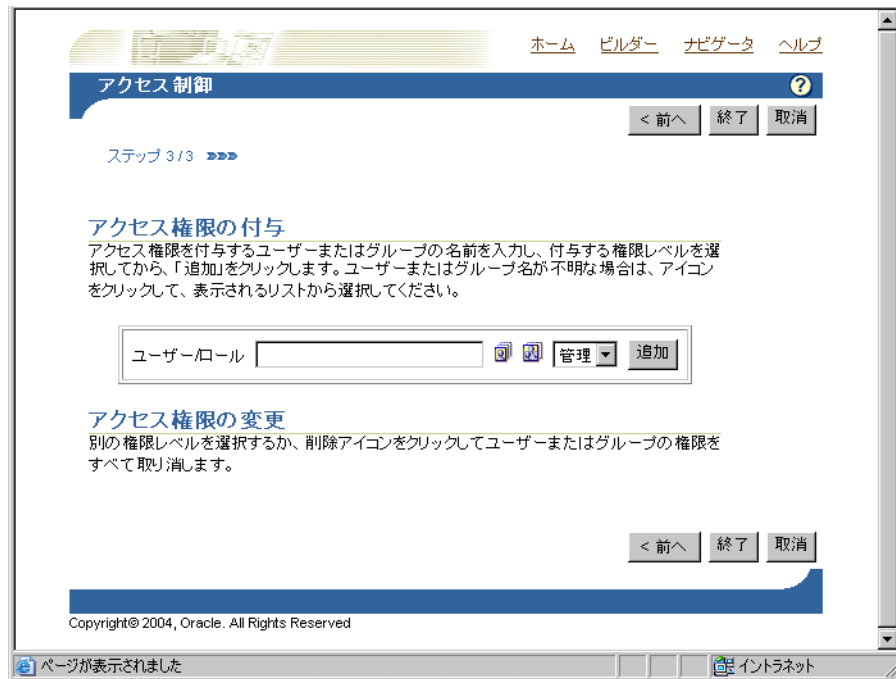 ホーム ビルダー ナビゲータ ヘルプ
アクセス制御 ?
< 前へ 終了 取消
ステップ 3 / 3
アクセス権限の付与
アクセス権限を付与するユーザーまたはグループの名前を入力し、付与する権限レベルを選
択してから、「追加」をクリックします。ユーザーまたはグループ名が不明な場合は、アイコン
をクリックして、表示されるリストから選択してください。
ユーザー/ロール 管理 追加
アクセス権限の変更
別の権限レベルを選択するか、削除アイコンをクリックしてユーザーまたはグループの権限を
すべて取り消します。
< 前へ 終了 取消
Copyright© 2004, Oracle. All Rights Reserved
ページが表示されました イントラネット